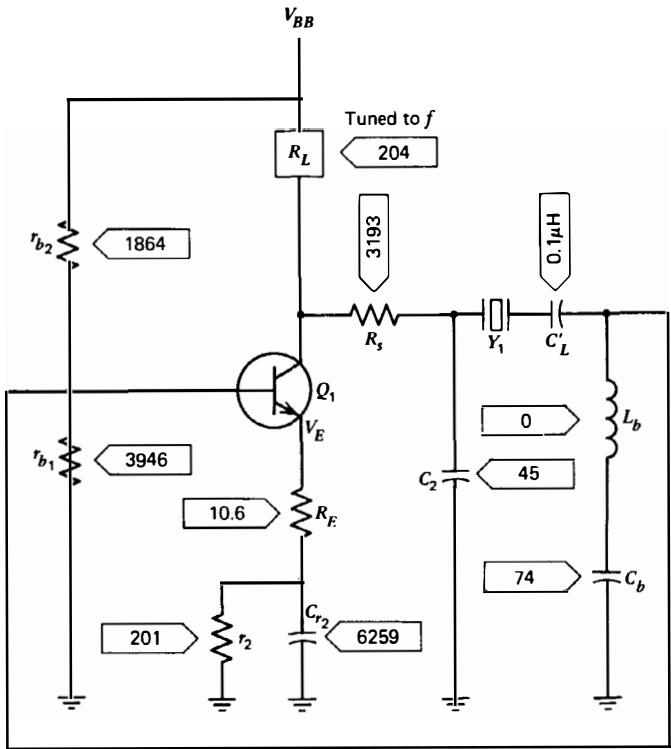 V_BB
Tuned to f
R_L
204
r_b2
1864
3193
0.1μH
R_s
Y_1
C'_L
Q_1
V_E
0
L_b
r_b1
3946
C_2
45
10.6
R_E
74
C_b
201
r_2
C_r2
6259